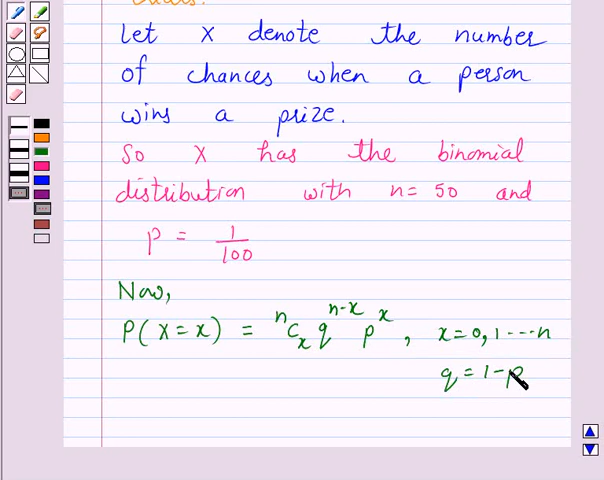 Let X denote the number
of chances when a person
wins a prize.
So X has the binomial
distribution with n= 50 and
p = 1/100
Now,
P(X=x) = ⁿCₓ qⁿ⁻ˣ pˣ, x=0,1---n
q=1-p